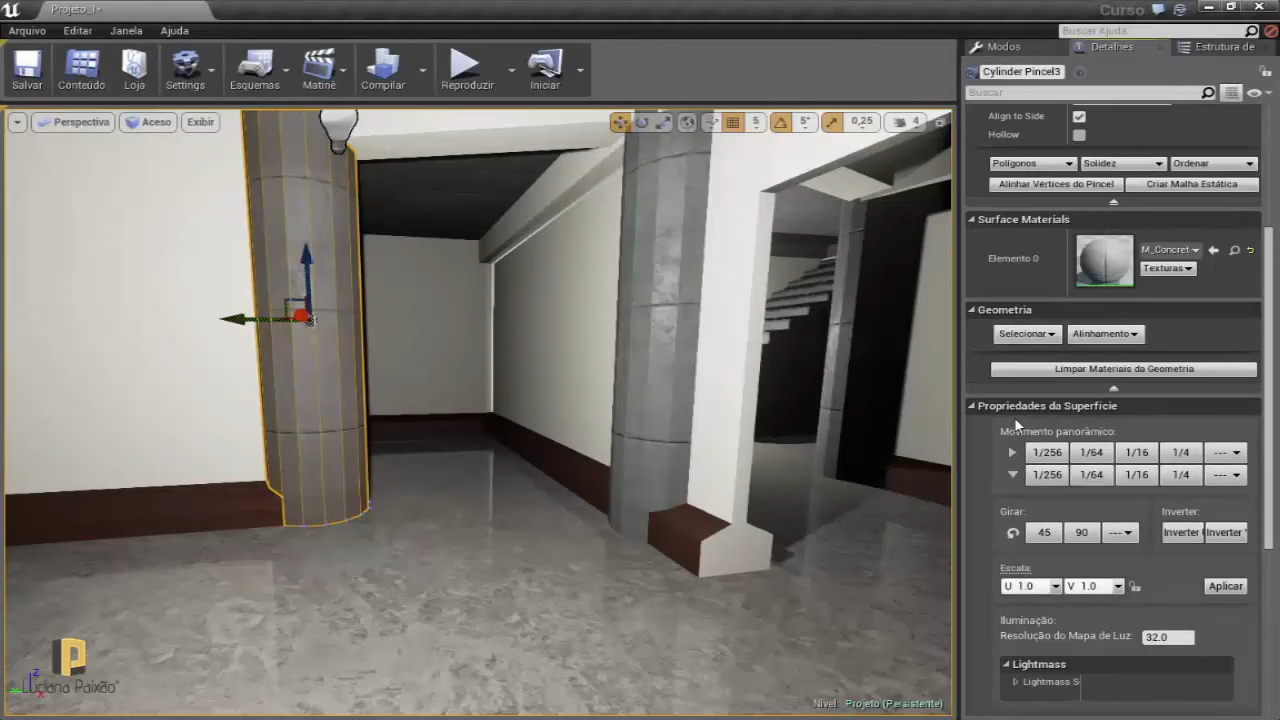 Projeto_I•
Curso
Arquivo Editar Janela Ajuda
Buscar Ajuda
Salvar Conteúdo Loja Settings Esquemas Matinê Compilar Reproduzir Iniciar
Modos Detalhes Estrutura de
Cylinder Pincel3
Buscar
Perspectiva Aceso Exibir
5 5° 0,25 4
Align to Side
Hollow
Polígonos Solidez Ordenar
Alinhar Vértices do Pincel Criar Malha Estática
Surface Materials
Elemento 0
M_Concret
Texturas
Geometria
Selecionar Alinhamento
Limpar Materiais da Geometria
Propriedades da Superfície
Movimento panorâmico:
1/256 1/64 1/16 1/4 ---
1/256 1/64 1/16 1/4 ---
Girar: Inverter:
45 90 --- Inverter Inverter
Escala:
U 1.0 V 1.0 Aplicar
Iluminação:
Resolução do Mapa de Luz: 32.0
Lightmass
Lightmass S
Luciana Paixão
Nível: Projeto (Persistente)
z
x